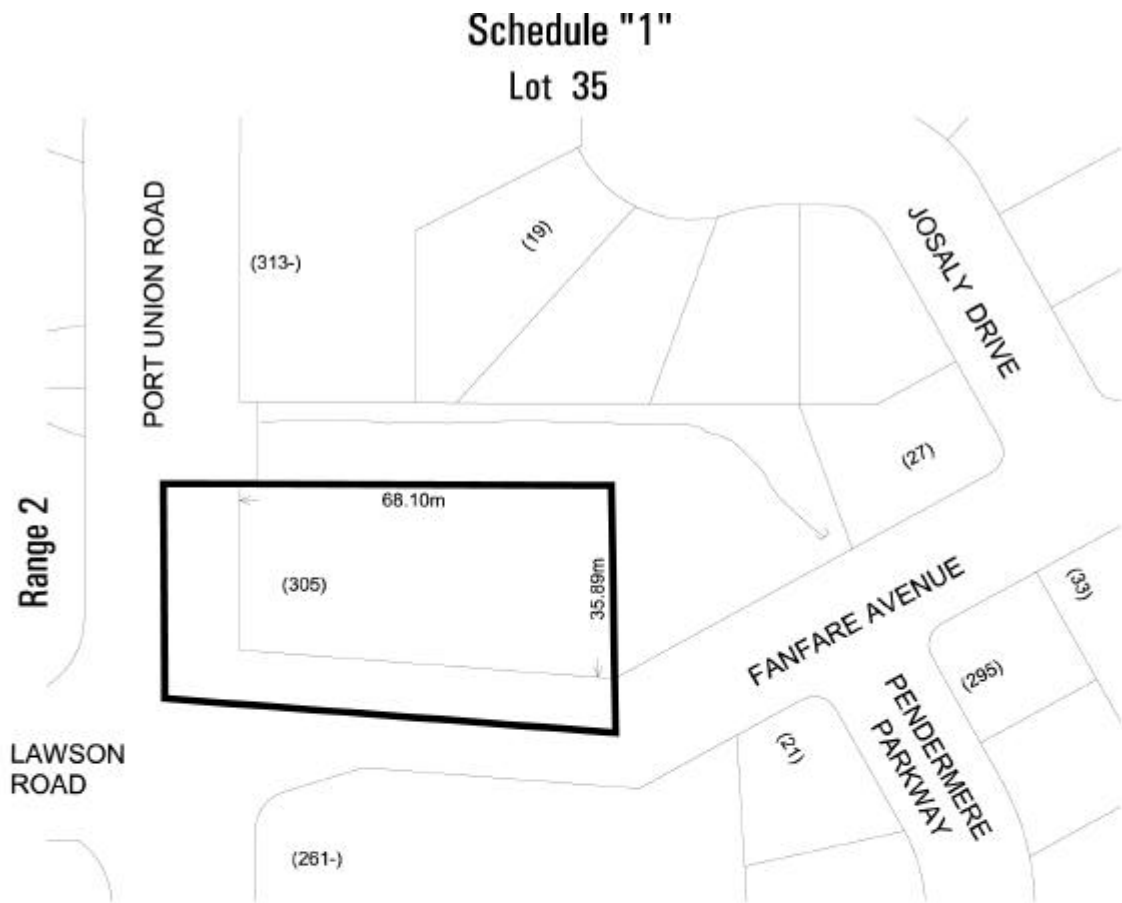 Schedule "1"
Lot 35
PORT UNION ROAD
(313-)
(19)
JOSALY DRIVE
(27)
68.10m
Range 2
(305)
35.89m
FANFARE AVENUE
(33)
(295)
PENDERMERE
PARKWAY
(21)
LAWSON
ROAD
(261-)